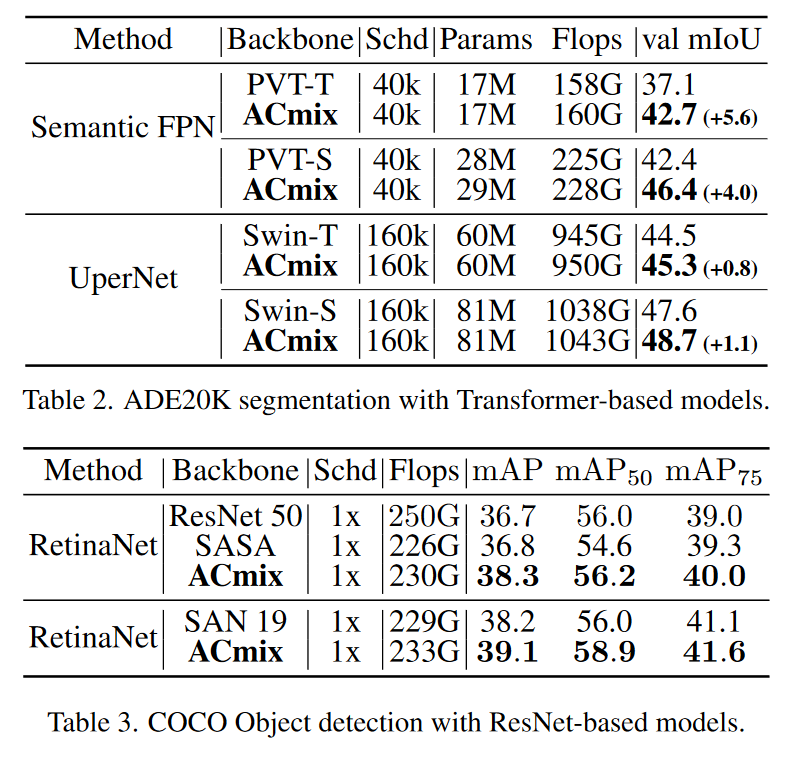 Method Backbone Schd Params Flops val mIoU
Semantic FPN
PVT-T 40k 17M 158G 37.1
ACmix 40k 17M 160G 42.7 (+5.6)
PVT-S 40k 28M 225G 42.4
ACmix 40k 29M 228G 46.4 (+4.0)
UperNet
Swin-T 160k 60M 945G 44.5
ACmix 160k 60M 950G 45.3 (+0.8)
Swin-S 160k 81M 1038G 47.6
ACmix 160k 81M 1043G 48.7 (+1.1)
Table 2. ADE20K segmentation with Transformer-based models.
Method Backbone Schd Flops mAP mAP50 mAP75
RetinaNet
ResNet 50 1x 250G 36.7 56.0 39.0
SASA 1x 226G 36.8 54.6 39.3
ACmix 1x 230G 38.3 56.2 40.0
RetinaNet
SAN 19 1x 229G 38.2 56.0 41.1
ACmix 1x 233G 39.1 58.9 41.6
Table 3. COCO Object detection with ResNet-based models.